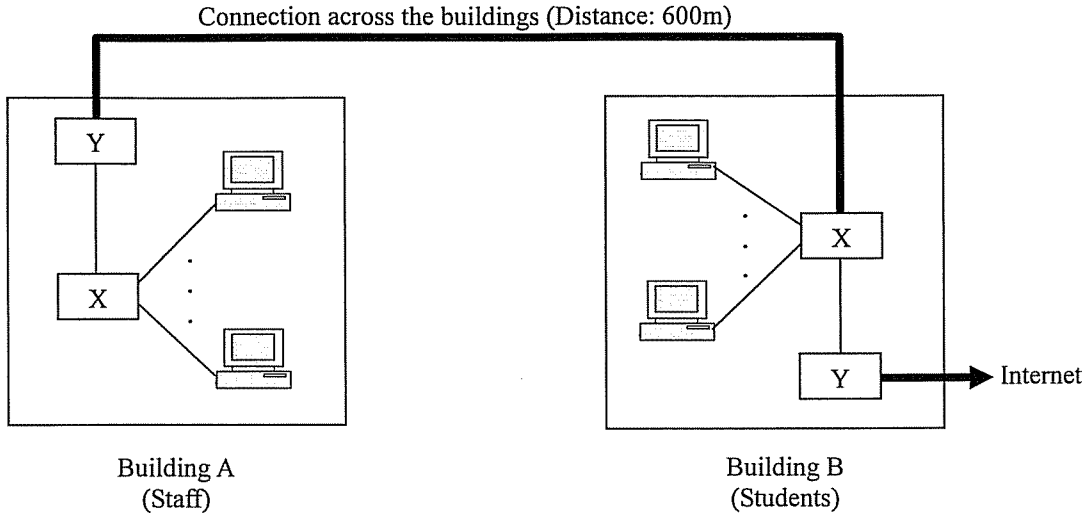 Connection across the buildings (Distance: 600m)
Y
X
X
Y
Internet
Building A
(Staff)
Building B
(Students)